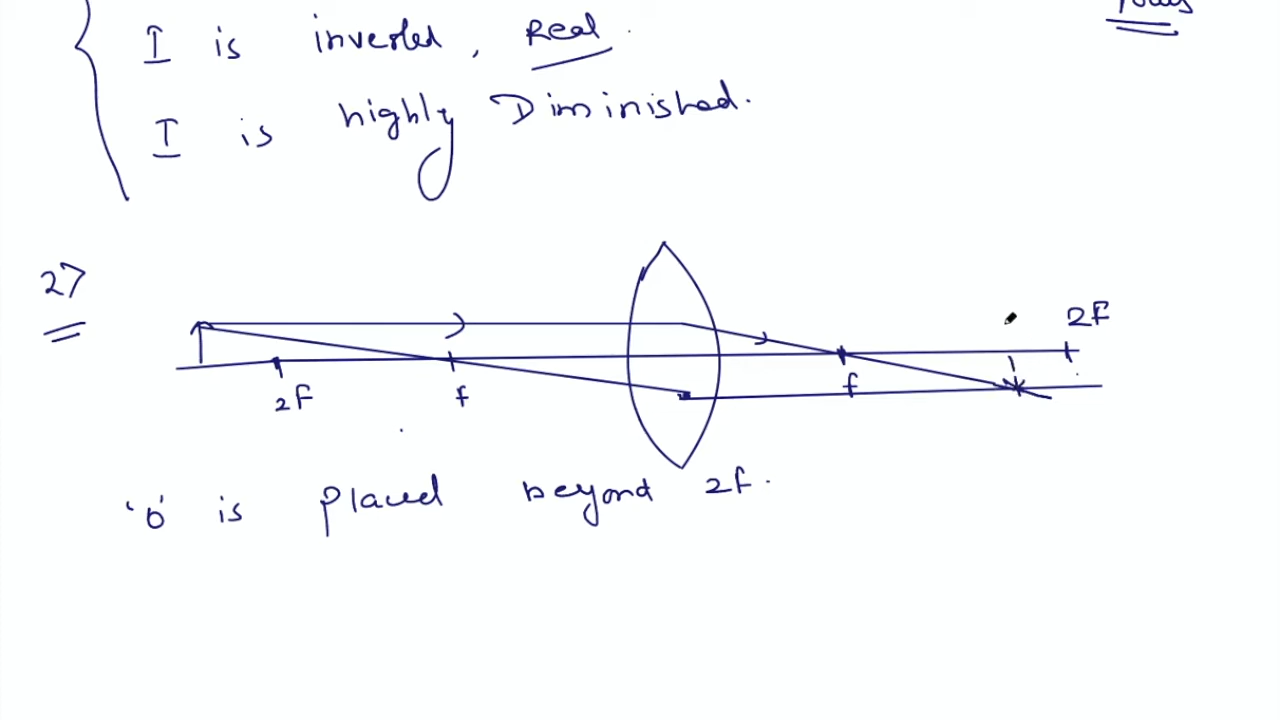 I is inverted, Real.
I is highly Diminished.
27
2F
2F f f
'O' is placed beyond 2F.